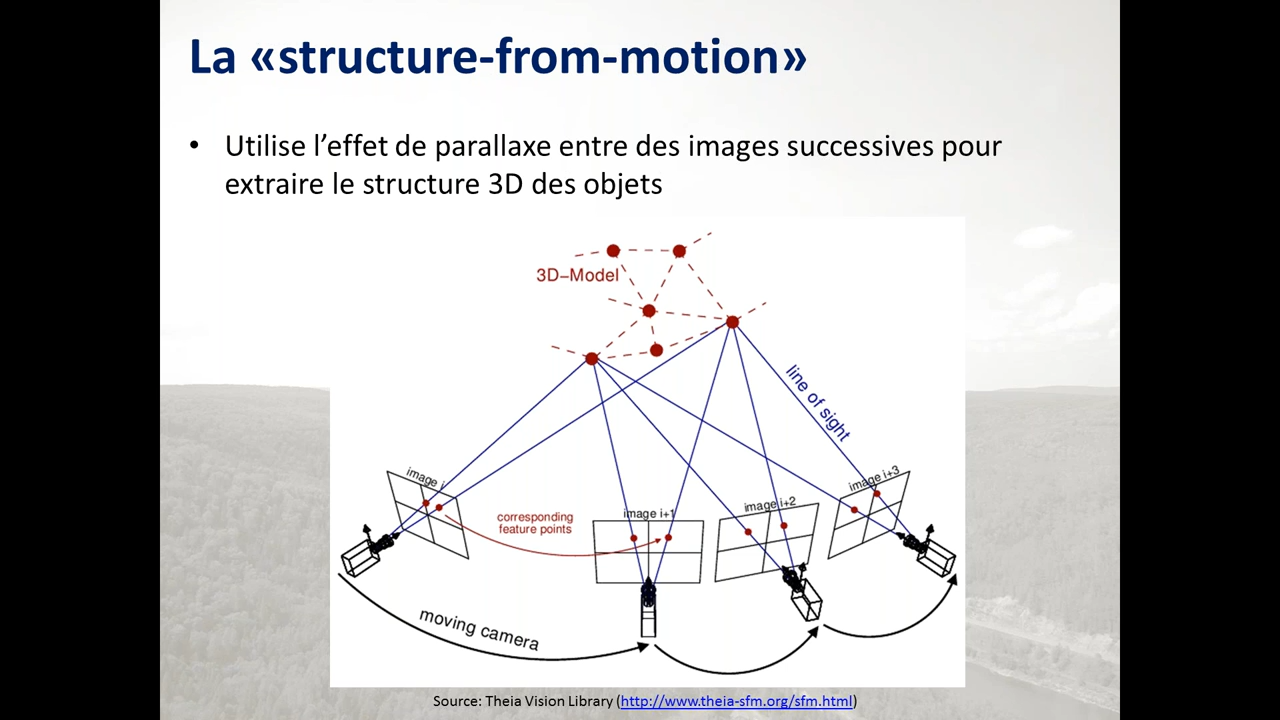 La «structure-from-motion»
• Utilise l’effet de parallaxe entre des images successives pour
extraire le structure 3D des objets
3D-Model
line of sight
image i
corresponding
feature points
image i+1
image i+2
image i+3
moving camera
Source: Theia Vision Library (http://www.theia-sfm.org/sfm.html)